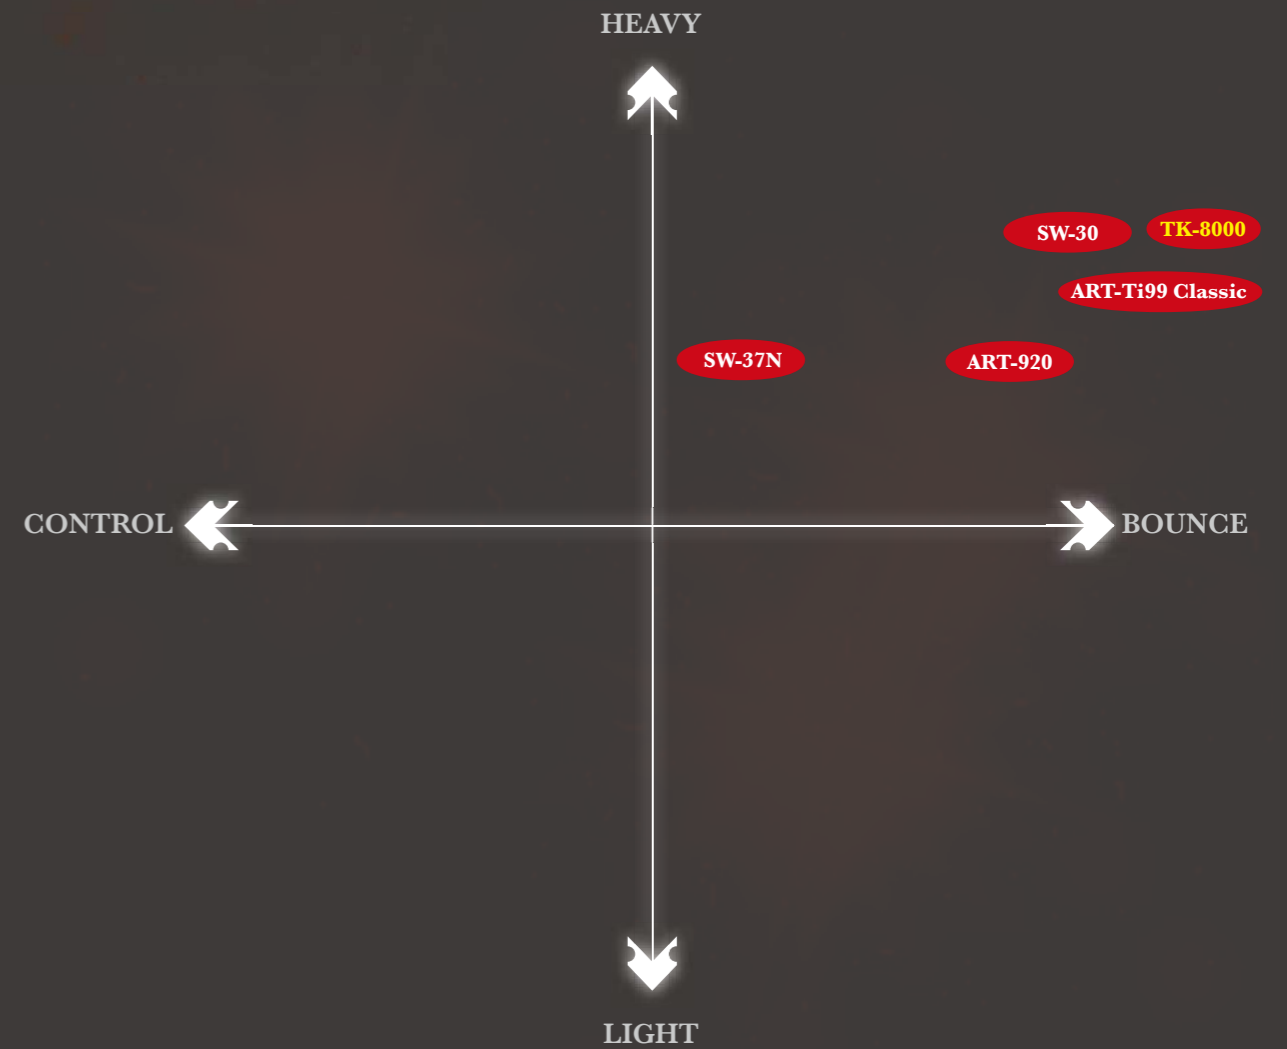 HEAVY
SW-30
TK-8000
ART-Ti99 Classic
SW-37N
ART-920
CONTROL
BOUNCE
LIGHT